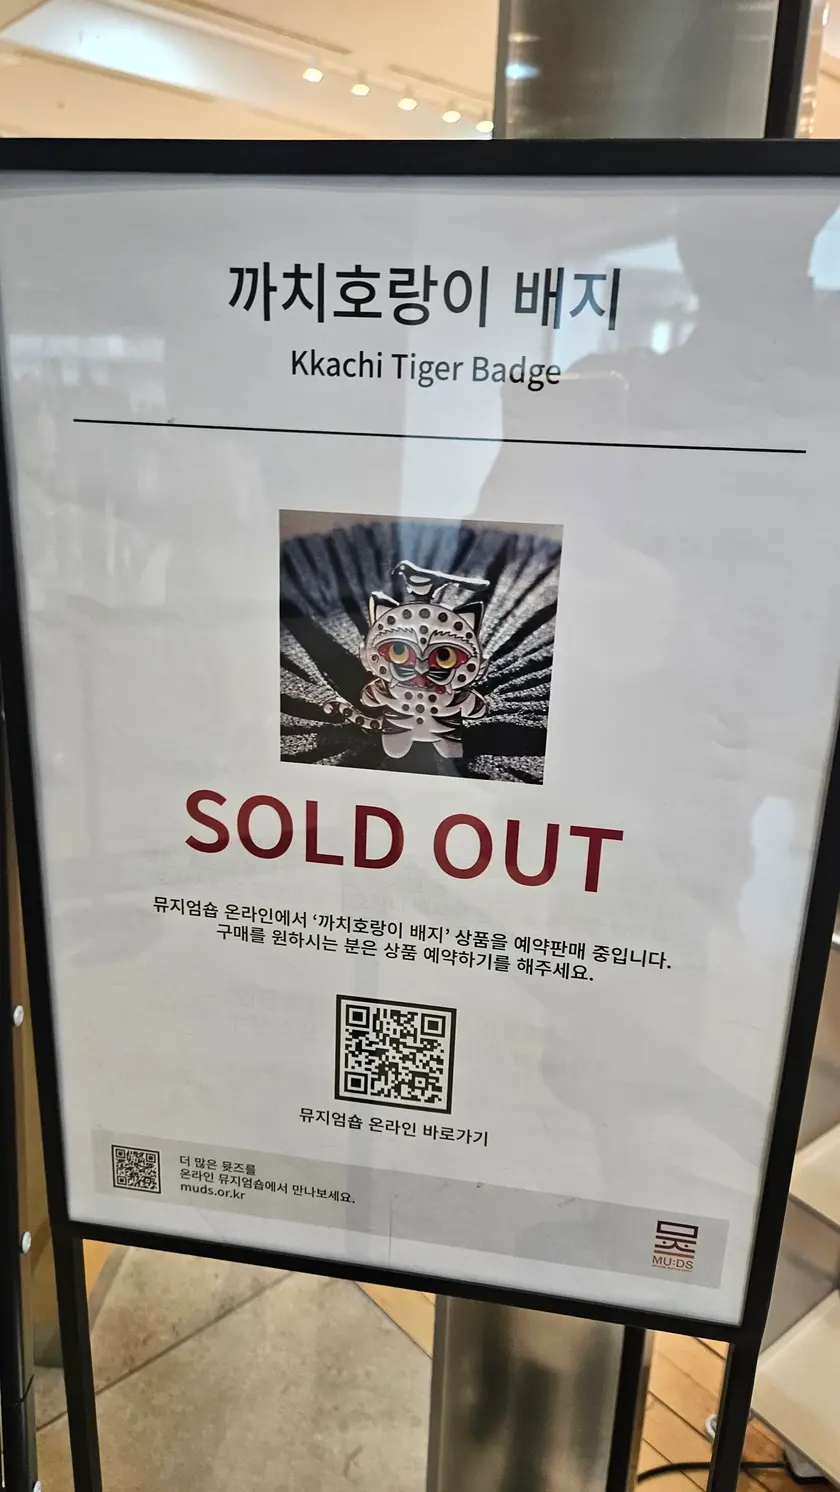 까치호랑이 배지
Kkachi Tiger Badge
SOLD OUT
뮤지엄숍 온라인에서 ‘까치호랑이 배지’ 상품을 예약판매 중입니다.
구매를 원하시는 분은 상품 예약하기를 해주세요.
뮤지엄숍 온라인 바로가기
더 많은 뮷즈를
온라인 뮤지엄숍에서 만나보세요.
muds.or.kr
뮷
MU:DS